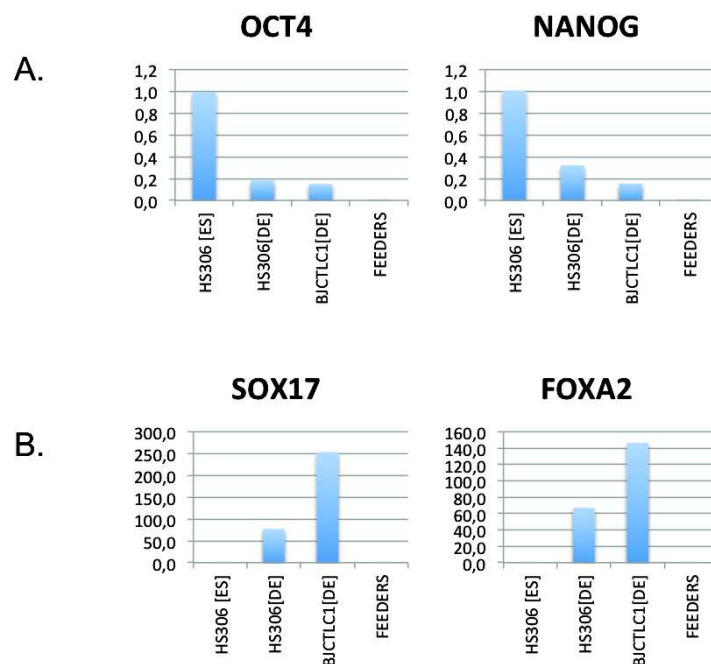 OCT4
NANOG
A.
1,2
1,0
0,8
0,6
0,4
0,2
0,0
HS306 [ES]
HS306[DE]
BJCTLC1[DE]
FEEDERS
1,2
1,0
0,8
0,6
0,4
0,2
0,0
HS306 [ES]
HS306[DE]
BJCTLC1[DE]
FEEDERS
SOX17
FOXA2
B.
300,0
250,0
200,0
150,0
100,0
50,0
0,0
HS306 [ES]
HS306[DE]
BJCTLC1[DE]
FEEDERS
160,0
140,0
120,0
100,0
80,0
60,0
40,0
20,0
0,0
HS306 [ES]
HS306[DE]
BJCTLC1[DE]
FEEDERS